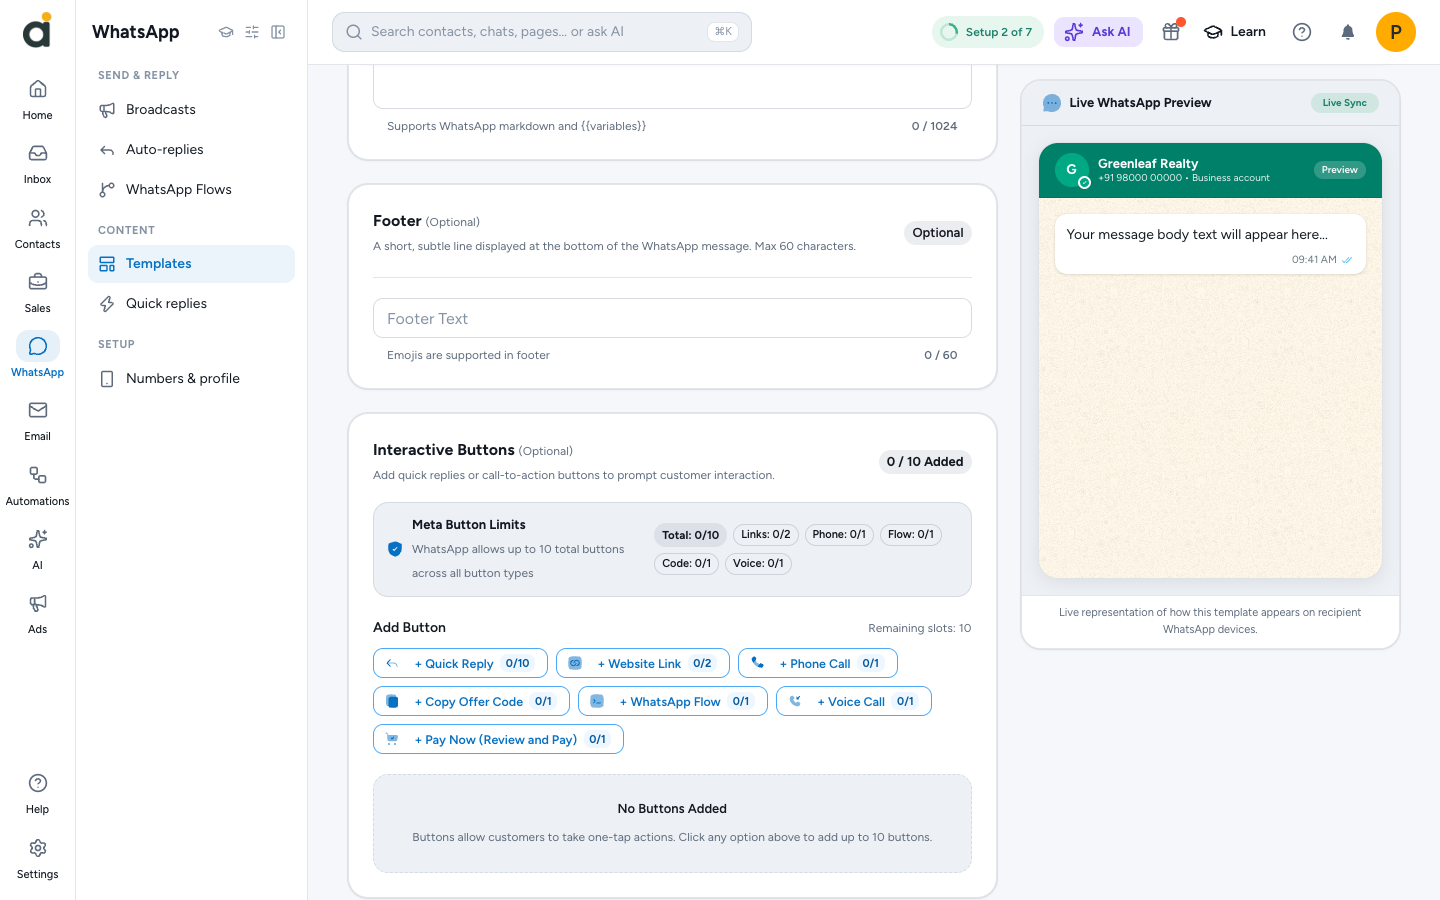 WhatsApp
Search contacts, chats, pages... or ask AI
⌘K
Setup 2 of 7
Ask AI
Learn
P
Home
Inbox
Contacts
Sales
WhatsApp
Email
Automations
AI
Ads
Help
Settings
SEND & REPLY
Broadcasts
Auto-replies
WhatsApp Flows
CONTENT
Templates
Quick replies
SETUP
Numbers & profile
Supports WhatsApp markdown and {{variables}}
0 / 1024
Footer (Optional)
A short, subtle line displayed at the bottom of the WhatsApp message. Max 60 characters.
Optional
Footer Text
Emojis are supported in footer
0 / 60
Interactive Buttons (Optional)
Add quick replies or call-to-action buttons to prompt customer interaction.
0 / 10 Added
Meta Button Limits
WhatsApp allows up to 10 total buttons
across all button types
Total: 0/10
Links: 0/2
Phone: 0/1
Flow: 0/1
Code: 0/1
Voice: 0/1
Add Button
Remaining slots: 10
+ Quick Reply 0/10
+ Website Link 0/2
+ Phone Call 0/1
+ Copy Offer Code 0/1
+ WhatsApp Flow 0/1
+ Voice Call 0/1
+ Pay Now (Review and Pay) 0/1
No Buttons Added
Buttons allow customers to take one-tap actions. Click any option above to add up to 10 buttons.
Live WhatsApp Preview
Live Sync
G
Greenleaf Realty
+91 98000 00000 • Business account
Preview
Your message body text will appear here...
09:41 AM
Live representation of how this template appears on recipient
WhatsApp devices.